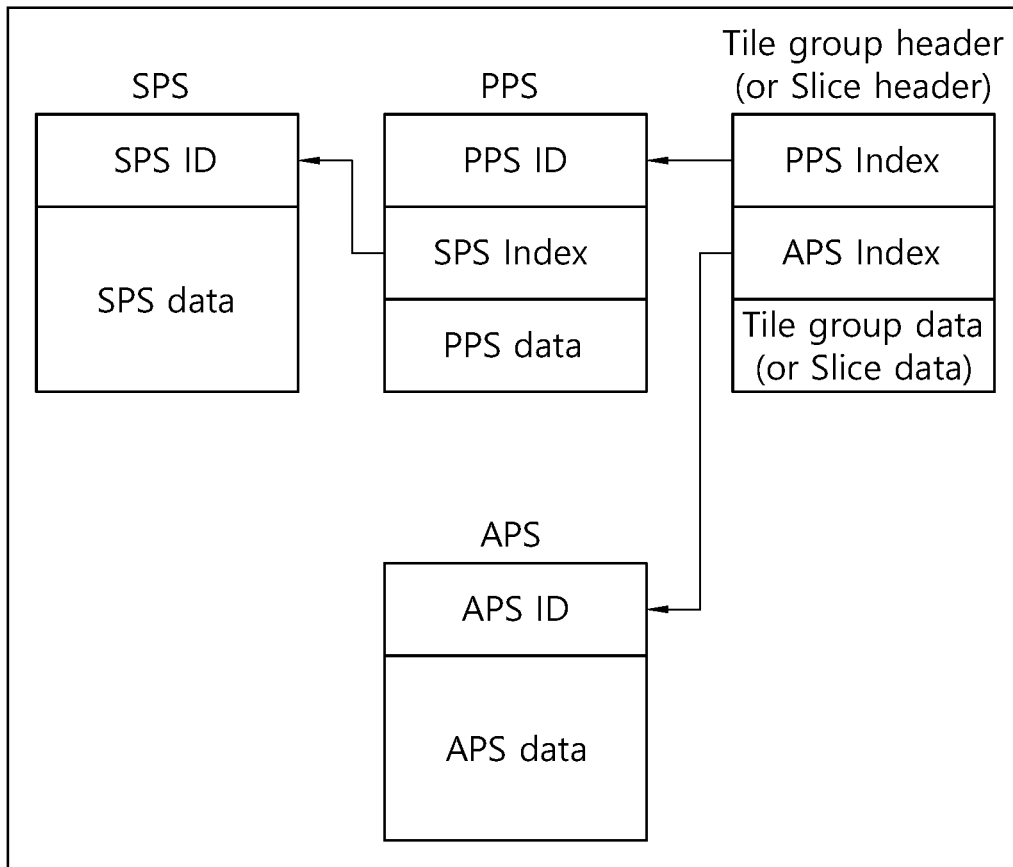 SPS
SPS ID
SPS data
PPS
PPS ID
SPS Index
PPS data
Tile group header
(or Slice header)
PPS Index
APS Index
Tile group data
(or Slice data)
APS
APS ID
APS data